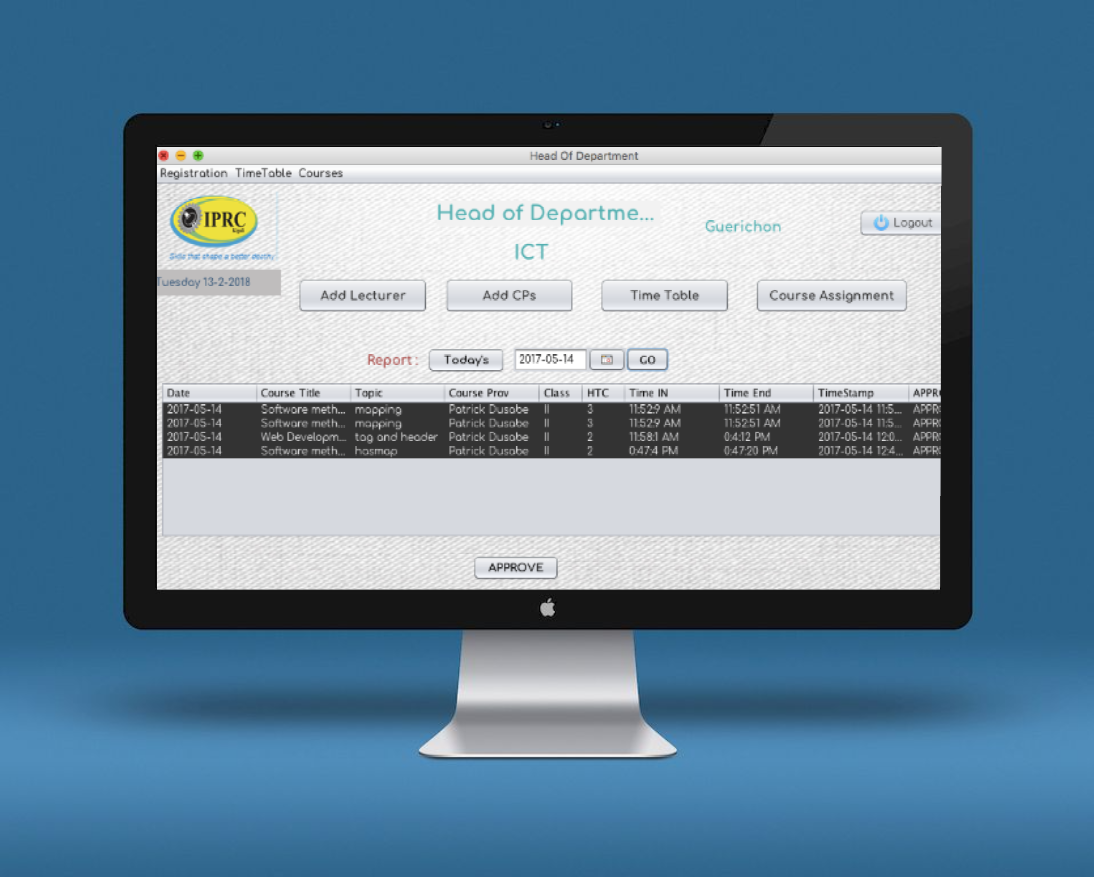 Head Of Department
Registration TimeTable Courses
IPRC
Kigali
Skills that shape a better destiny
Head of Departme...
Guerichon
Logout
ICT
Tuesday 13-2-2018
Add Lecturer Add CPs Time Table Course Assignment
Report : Today's 2017-05-14 GO
Date Course Title Topic Course Prov Class HTC Time IN Time End TimeStamp APPR
2017-05-14 Software meth... mapping Patrick Dusabe II 3 11:52:9 AM 11:52:51 AM 2017-05-14 11:5... APPR
2017-05-14 Software meth... mapping Patrick Dusabe II 3 11:52:9 AM 11:52:51 AM 2017-05-14 11:5... APPR
2017-05-14 Web Developm... tag and header Patrick Dusabe II 2 11:58:1 AM 0:4:12 PM 2017-05-14 12:0... APPR
2017-05-14 Software meth... hasmap Patrick Dusabe II 2 0:47:4 PM 0:47:20 PM 2017-05-14 12:4... APPR
APPROVE